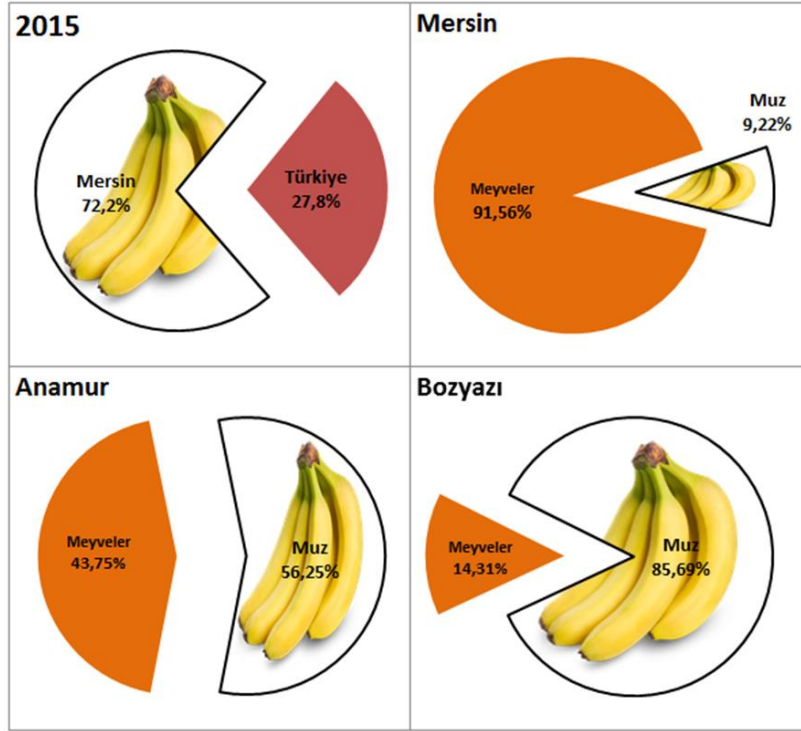 2015
Mersin
72,2%
Türkiye
27,8%
Mersin
Meyveler
91,56%
Muz
9,22%
Anamur
Meyveler
43,75%
Muz
56,25%
Bozyazı
Meyveler
14,31%
Muz
85,69%